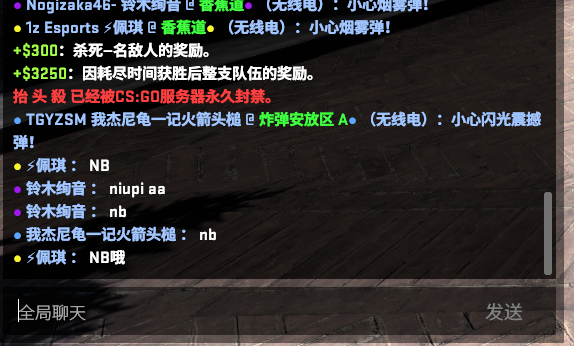 Nogizaka46- 铃木绚音 @ 香蕉道 （无线电）：小心烟雾弹！
1z Esports ⚡佩琪 @ 香蕉道 （无线电）：小心烟雾弹！
+$300：杀死一名敌人的奖励。
+$3250：因耗尽时间获胜后整支队伍的奖励。
抬 头 殺 已经被CS:GO服务器永久封禁。
TGYZSM 我杰尼龟一记火箭头槌 @ 炸弹安放区 A （无线电）：小心闪光震撼
弹！
⚡佩琪： NB
铃木绚音： niupi aa
铃木绚音： nb
我杰尼龟一记火箭头槌： nb
⚡佩琪： NB哦
全局聊天 发送